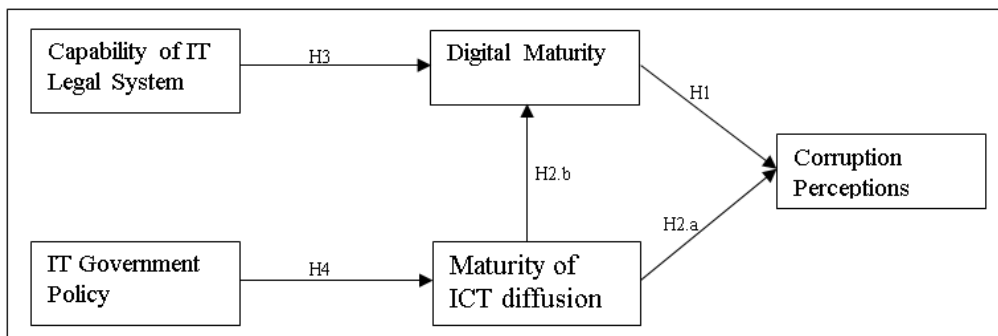 Capability of IT
Legal System
H3
Digital Maturity
H1
Corruption
Perceptions
H2.b
H2.a
IT Government
Policy
H4
Maturity of
ICT diffusion